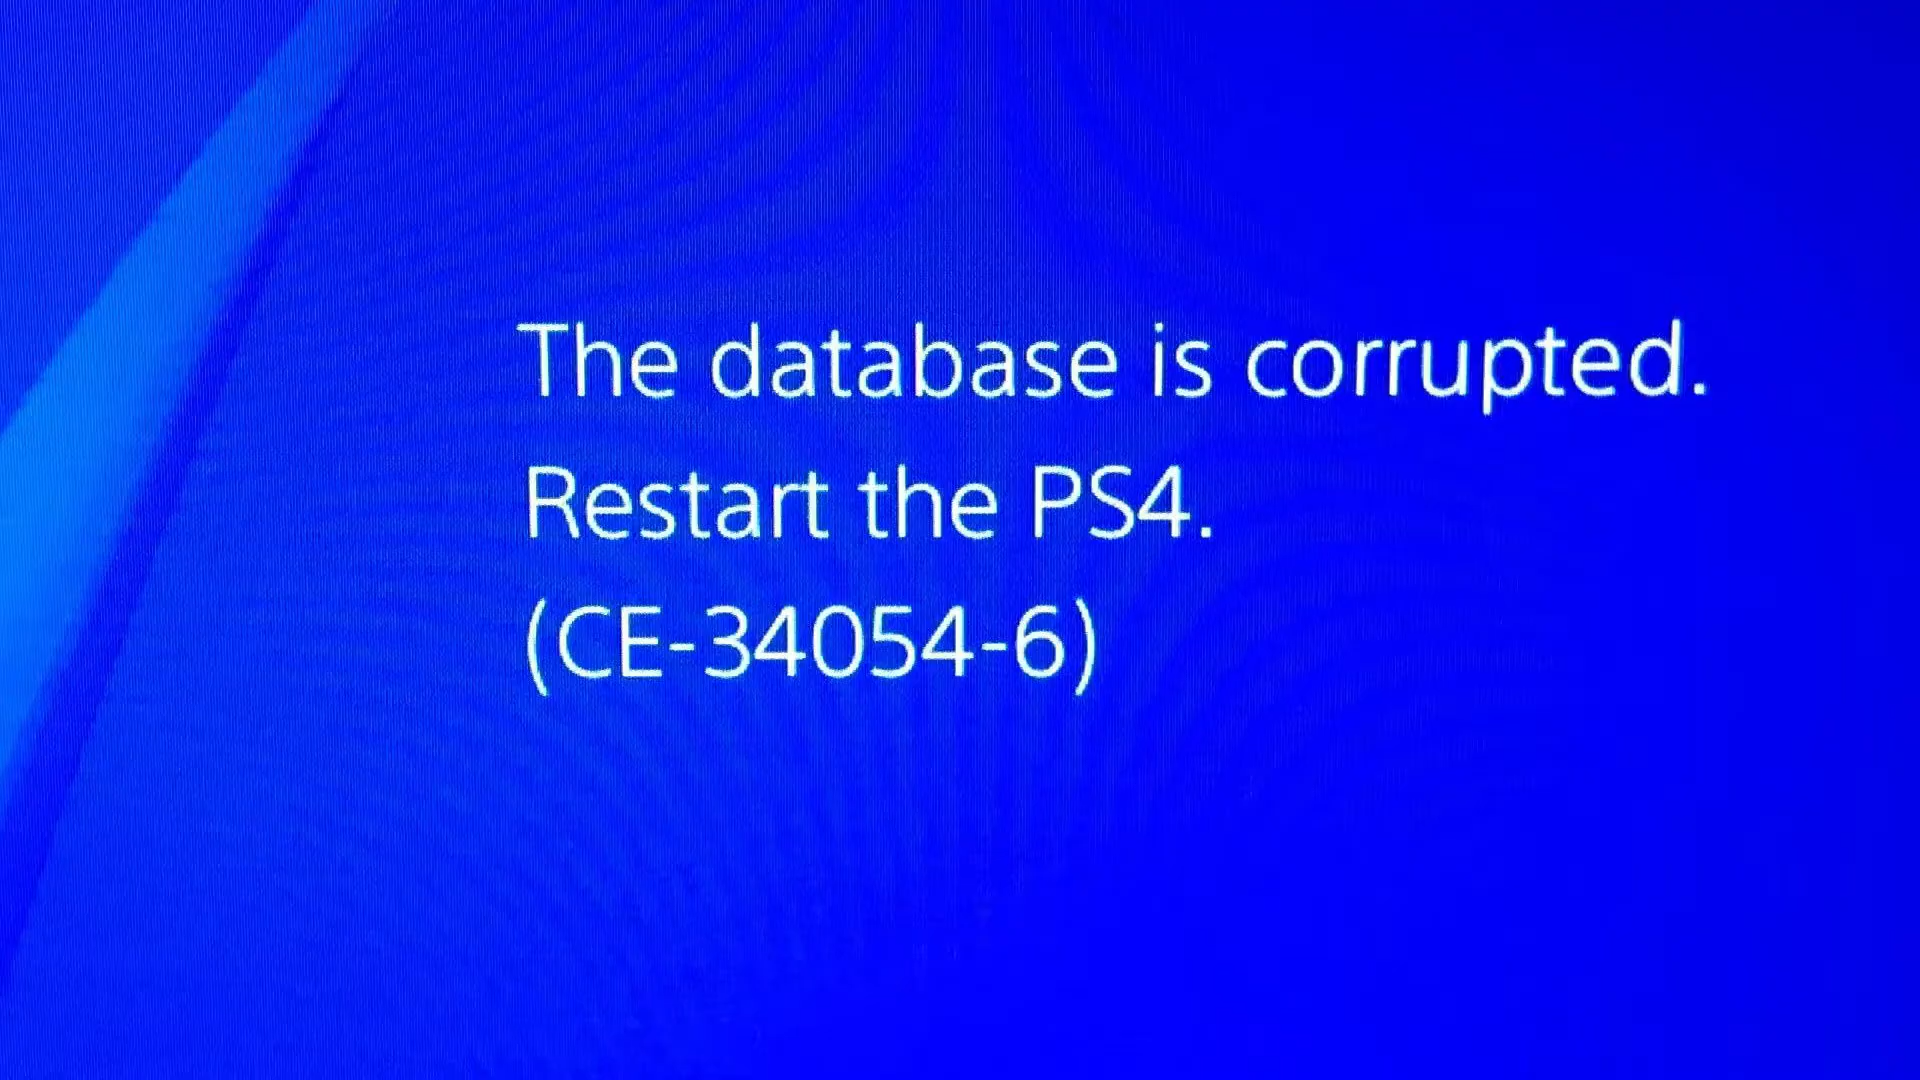 The database is corrupted.
Restart the PS4.
(CE-34054-6)